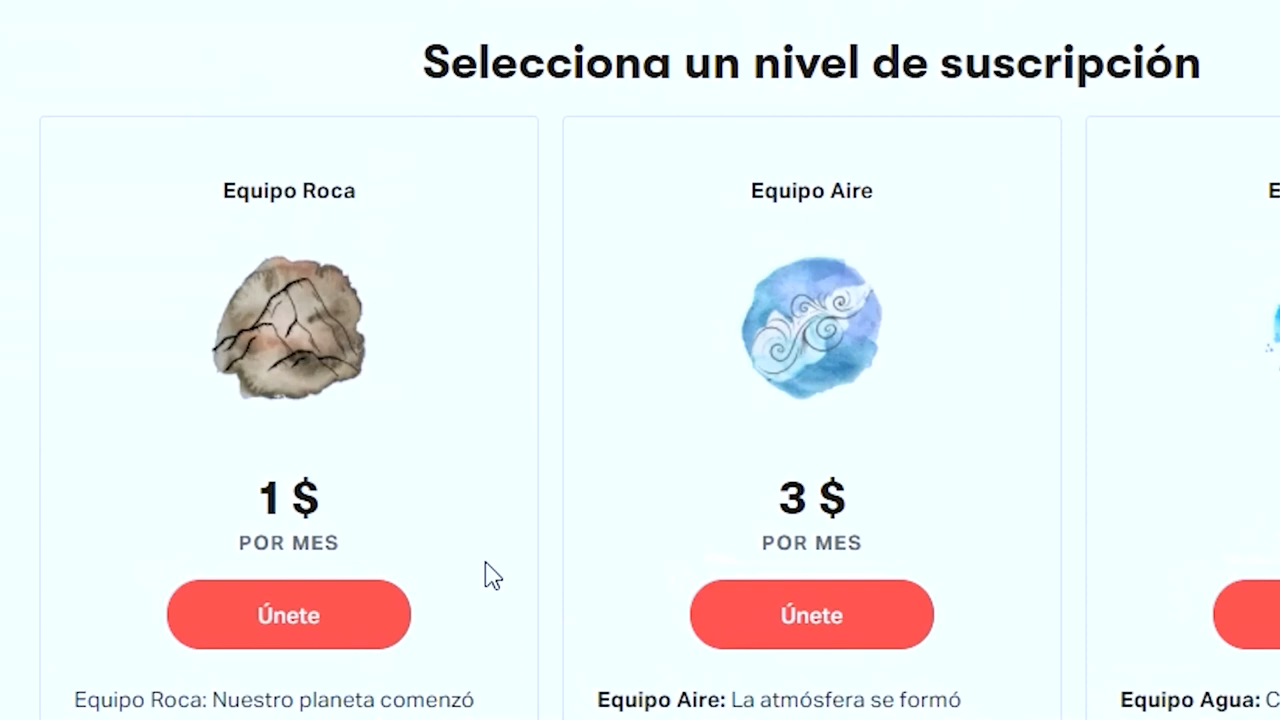 Selecciona un nivel de suscripción
Equipo Roca
1 $
POR MES
Únete
Equipo Roca: Nuestro planeta comenzó
Equipo Aire
3 $
POR MES
Únete
Equipo Aire: La atmósfera se formó
Equipo Agua: